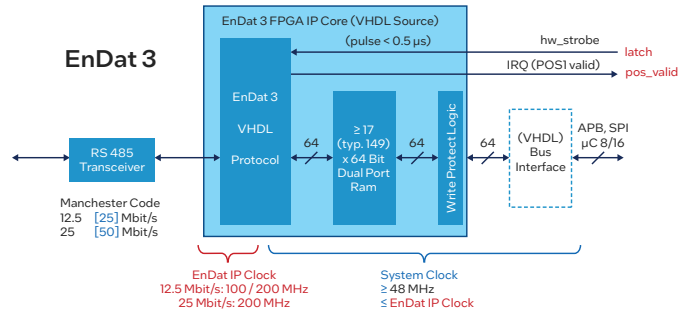 EnDat 3 FPGA IP Core (VHDL Source)
EnDat 3
(pulse < 0.5 µs)
hw_strobe
latch
IRQ (POS1 valid)
pos_valid
EnDat 3
VHDL
Protocol
RS 485
Transceiver
64
≥ 17
(typ. 149)
x 64 Bit
Dual Port
Ram
64
Write Protect Logic
64
(VHDL)
Bus
Interface
APB, SPI
µC 8/16
Manchester Code
12.5 [25] Mbit/s
25 [50] Mbit/s
EnDat IP Clock
12.5 Mbit/s: 100 / 200 MHz
25 Mbit/s: 200 MHz
System Clock
≥ 48 MHz
≤ EnDat IP Clock